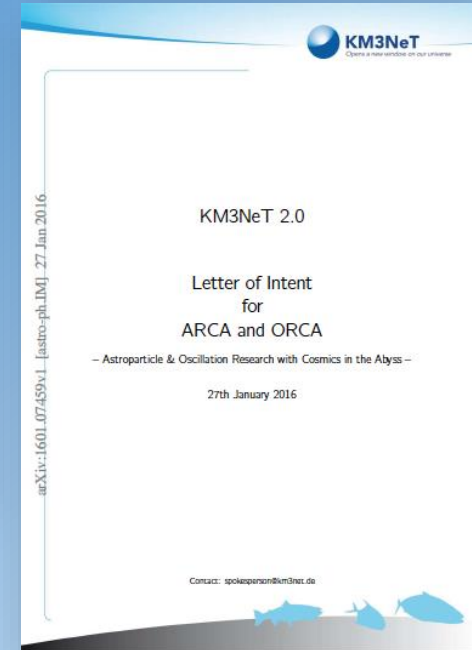 KM3NeT
Opens a new window on our universe
arXiv:1601.07459v1 [astro-ph.IM] 27 Jan 2016
KM3NeT 2.0
Letter of Intent
for
ARCA and ORCA
– Astroparticle & Oscillation Research with Cosmics in the Abyss –
27th January 2016
Contact: spokesperson@km3net.de